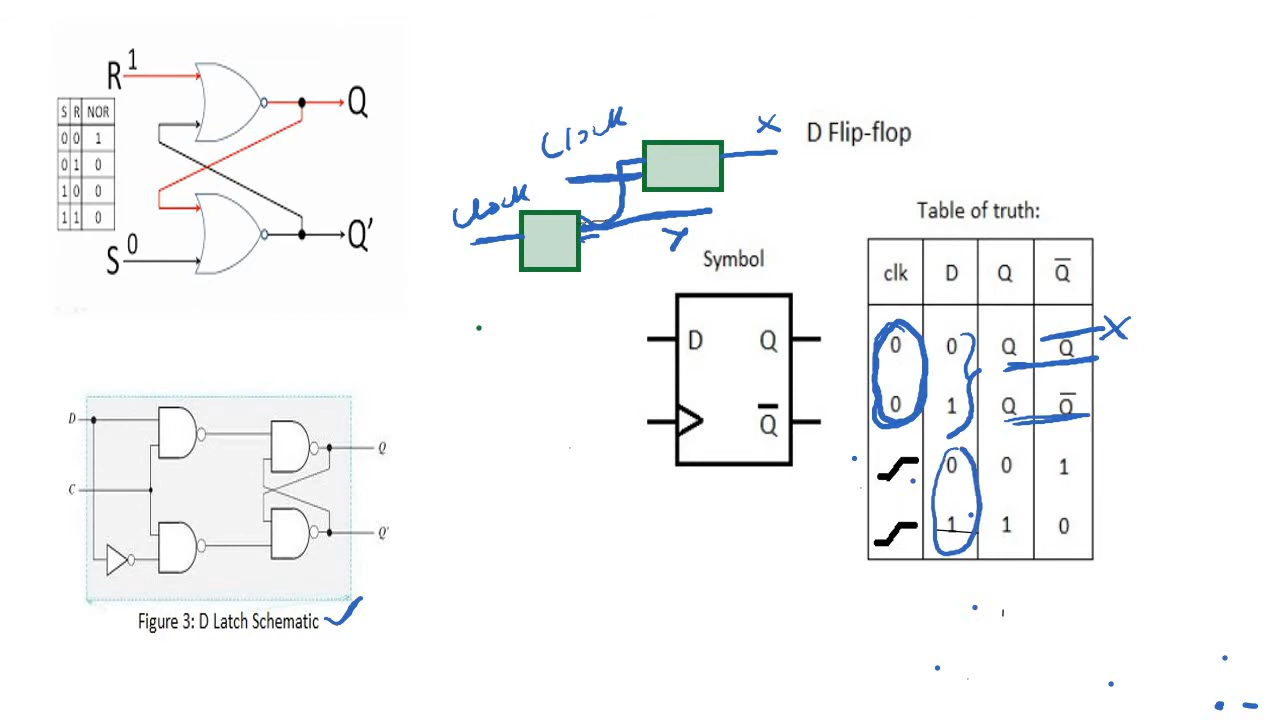 R 1
Q
S R NOR
0 0 1
0 1 0
1 0 0
1 1 0
S 0
Q'
Clock
X
D Flip-flop
Clock
Y
Table of truth:
Symbol
D Q
Q̅
clk D Q Q̅
0 0 Q Q̅ X
0 1 Q Q̅
0 0 1
1 1 0
D
Q
C
Q'
Figure 3: D Latch Schematic